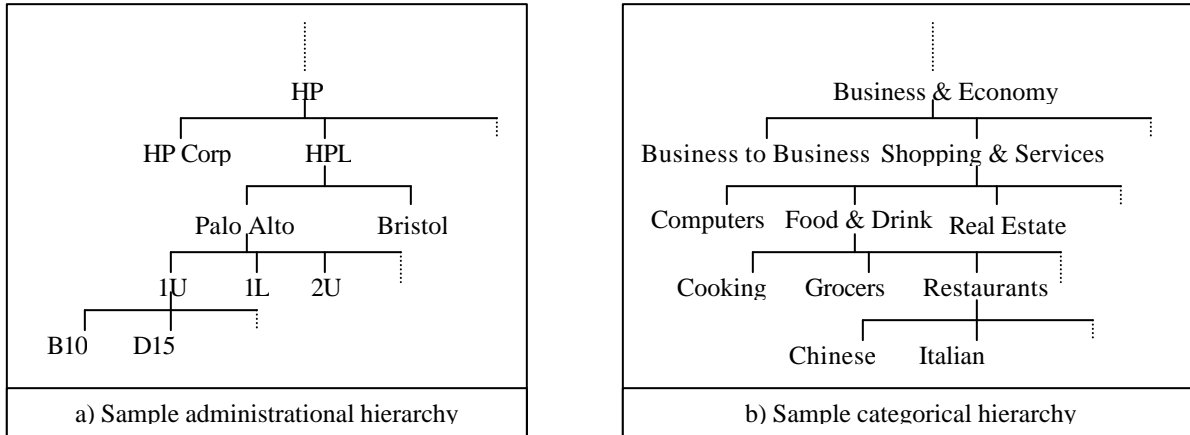 HP
HP Corp HPL
Palo Alto Bristol
1U 1L 2U
B10 D15
a) Sample administrational hierarchy
Business & Economy
Business to Business Shopping & Services
Computers Food & Drink Real Estate
Cooking Grocers Restaurants
Chinese Italian
b) Sample categorical hierarchy